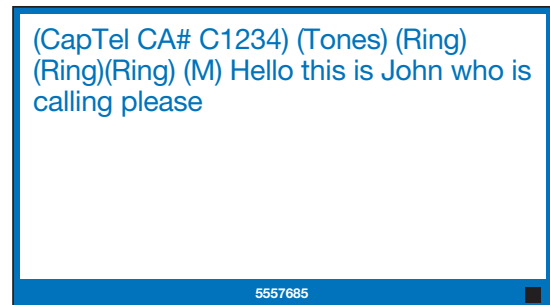 (CapTel CA# C1234) (Tones) (Ring)
(Ring)(Ring) (M) Hello this is John who is
calling please
5557685